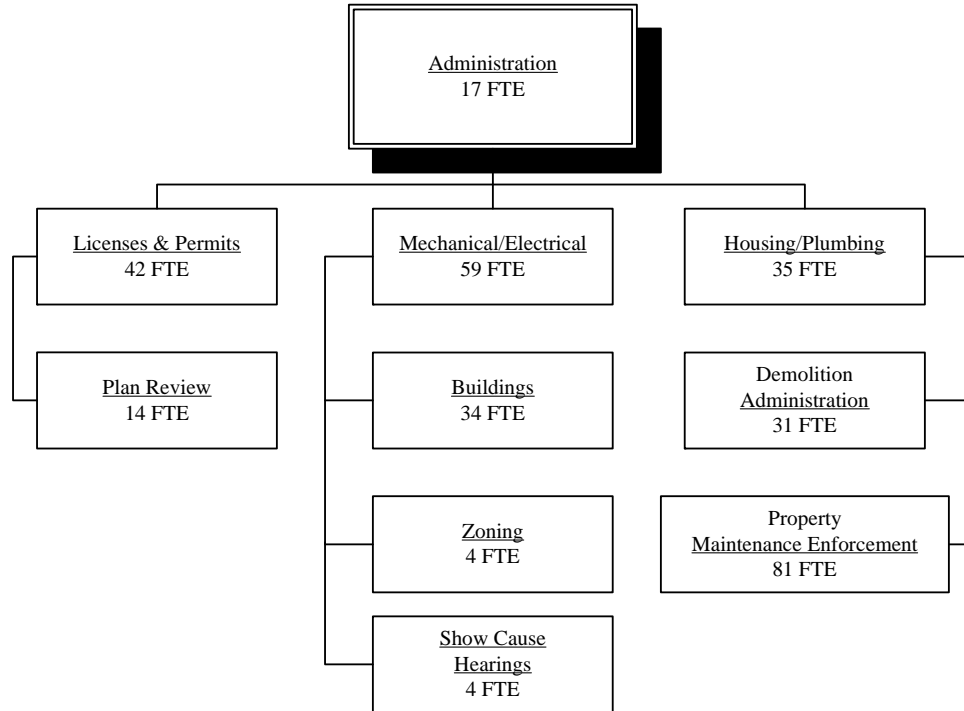 Administration
17 FTE
Licenses & Permits
42 FTE
Mechanical/Electrical
59 FTE
Housing/Plumbing
35 FTE
Plan Review
14 FTE
Buildings
34 FTE
Demolition
Administration
31 FTE
Zoning
4 FTE
Property
Maintenance Enforcement
81 FTE
Show Cause
Hearings
4 FTE